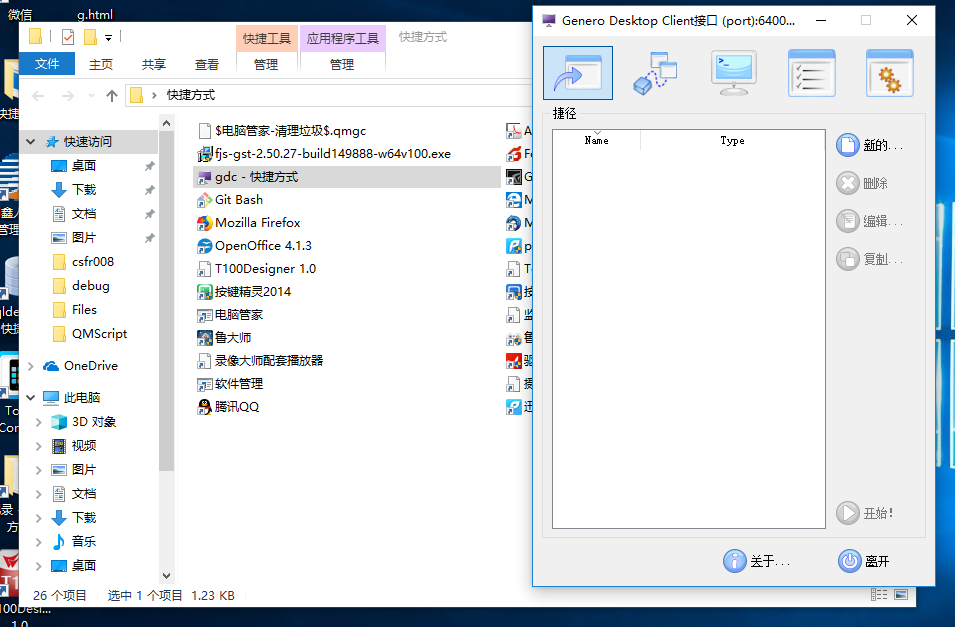 微信
g.html
快捷工具
应用程序工具
快捷方式
文件
主页
共享
查看
管理
管理
快捷方式
快速访问
桌面
下载
文档
图片
csfr008
debug
Files
QMScript
OneDrive
此电脑
3D 对象
视频
图片
文档
下载
音乐
桌面
$电脑管家-清理垃圾$.qmgc
fjs-gst-2.50.27-build149888-w64v100.exe
gdc - 快捷方式
Git Bash
Mozilla Firefox
OpenOffice 4.1.3
T100Designer 1.0
按键精灵2014
电脑管家
鲁大师
录像大师配套播放器
软件管理
腾讯QQ
26 个项目 选中 1 个项目 1.23 KB
Genero Desktop Client接口 (port):6400...
捷径
Name Type
新的...
删除
编辑...
复制...
开始!
关于...
离开
100Desi...
1.0